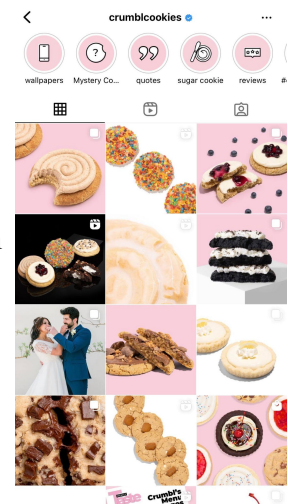 crumblcookies
wallpapers
Mystery Co...
quotes
sugar cookie
reviews
Crumbl's
Menu